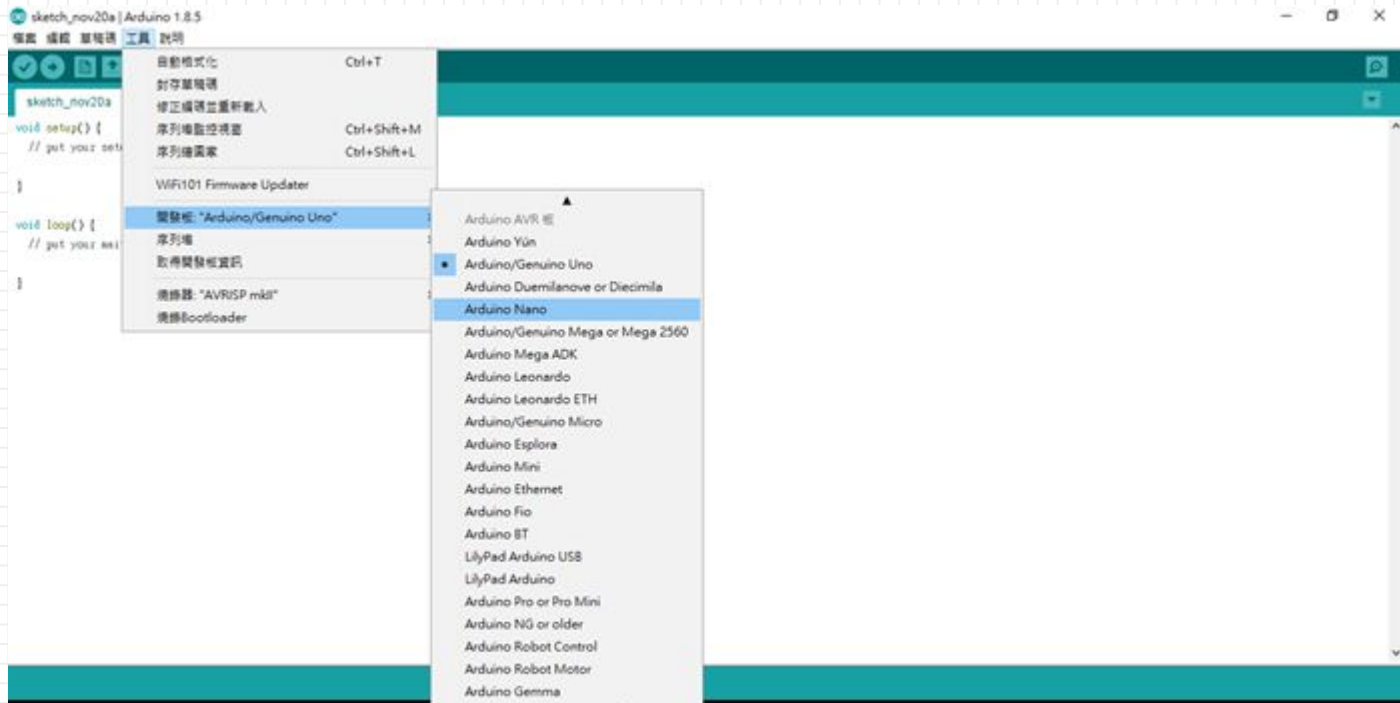 sketch_nov20a | Arduino 1.8.5
檔案 編輯 草稿碼 工具 說明
sketch_nov20a
void setup() {
// put your set
}
void loop() {
// put your mai
}
自動格式化 Ctrl+T
封存草稿碼
修正編碼並重新載入
序列埠監控視窗 Ctrl+Shift+M
序列繪圖家 Ctrl+Shift+L
WiFi101 Firmware Updater
開發板: "Arduino/Genuino Uno"
序列埠
取得開發板資訊
燒錄器: "AVRISP mkII"
燒錄Bootloader
Arduino AVR 板
Arduino Yún
Arduino/Genuino Uno
Arduino Duemilanove or Diecimila
Arduino Nano
Arduino/Genuino Mega or Mega 2560
Arduino Mega ADK
Arduino Leonardo
Arduino Leonardo ETH
Arduino/Genuino Micro
Arduino Esplora
Arduino Mini
Arduino Ethernet
Arduino Fio
Arduino BT
LilyPad Arduino USB
LilyPad Arduino
Arduino Pro or Pro Mini
Arduino NG or older
Arduino Robot Control
Arduino Robot Motor
Arduino Gemma